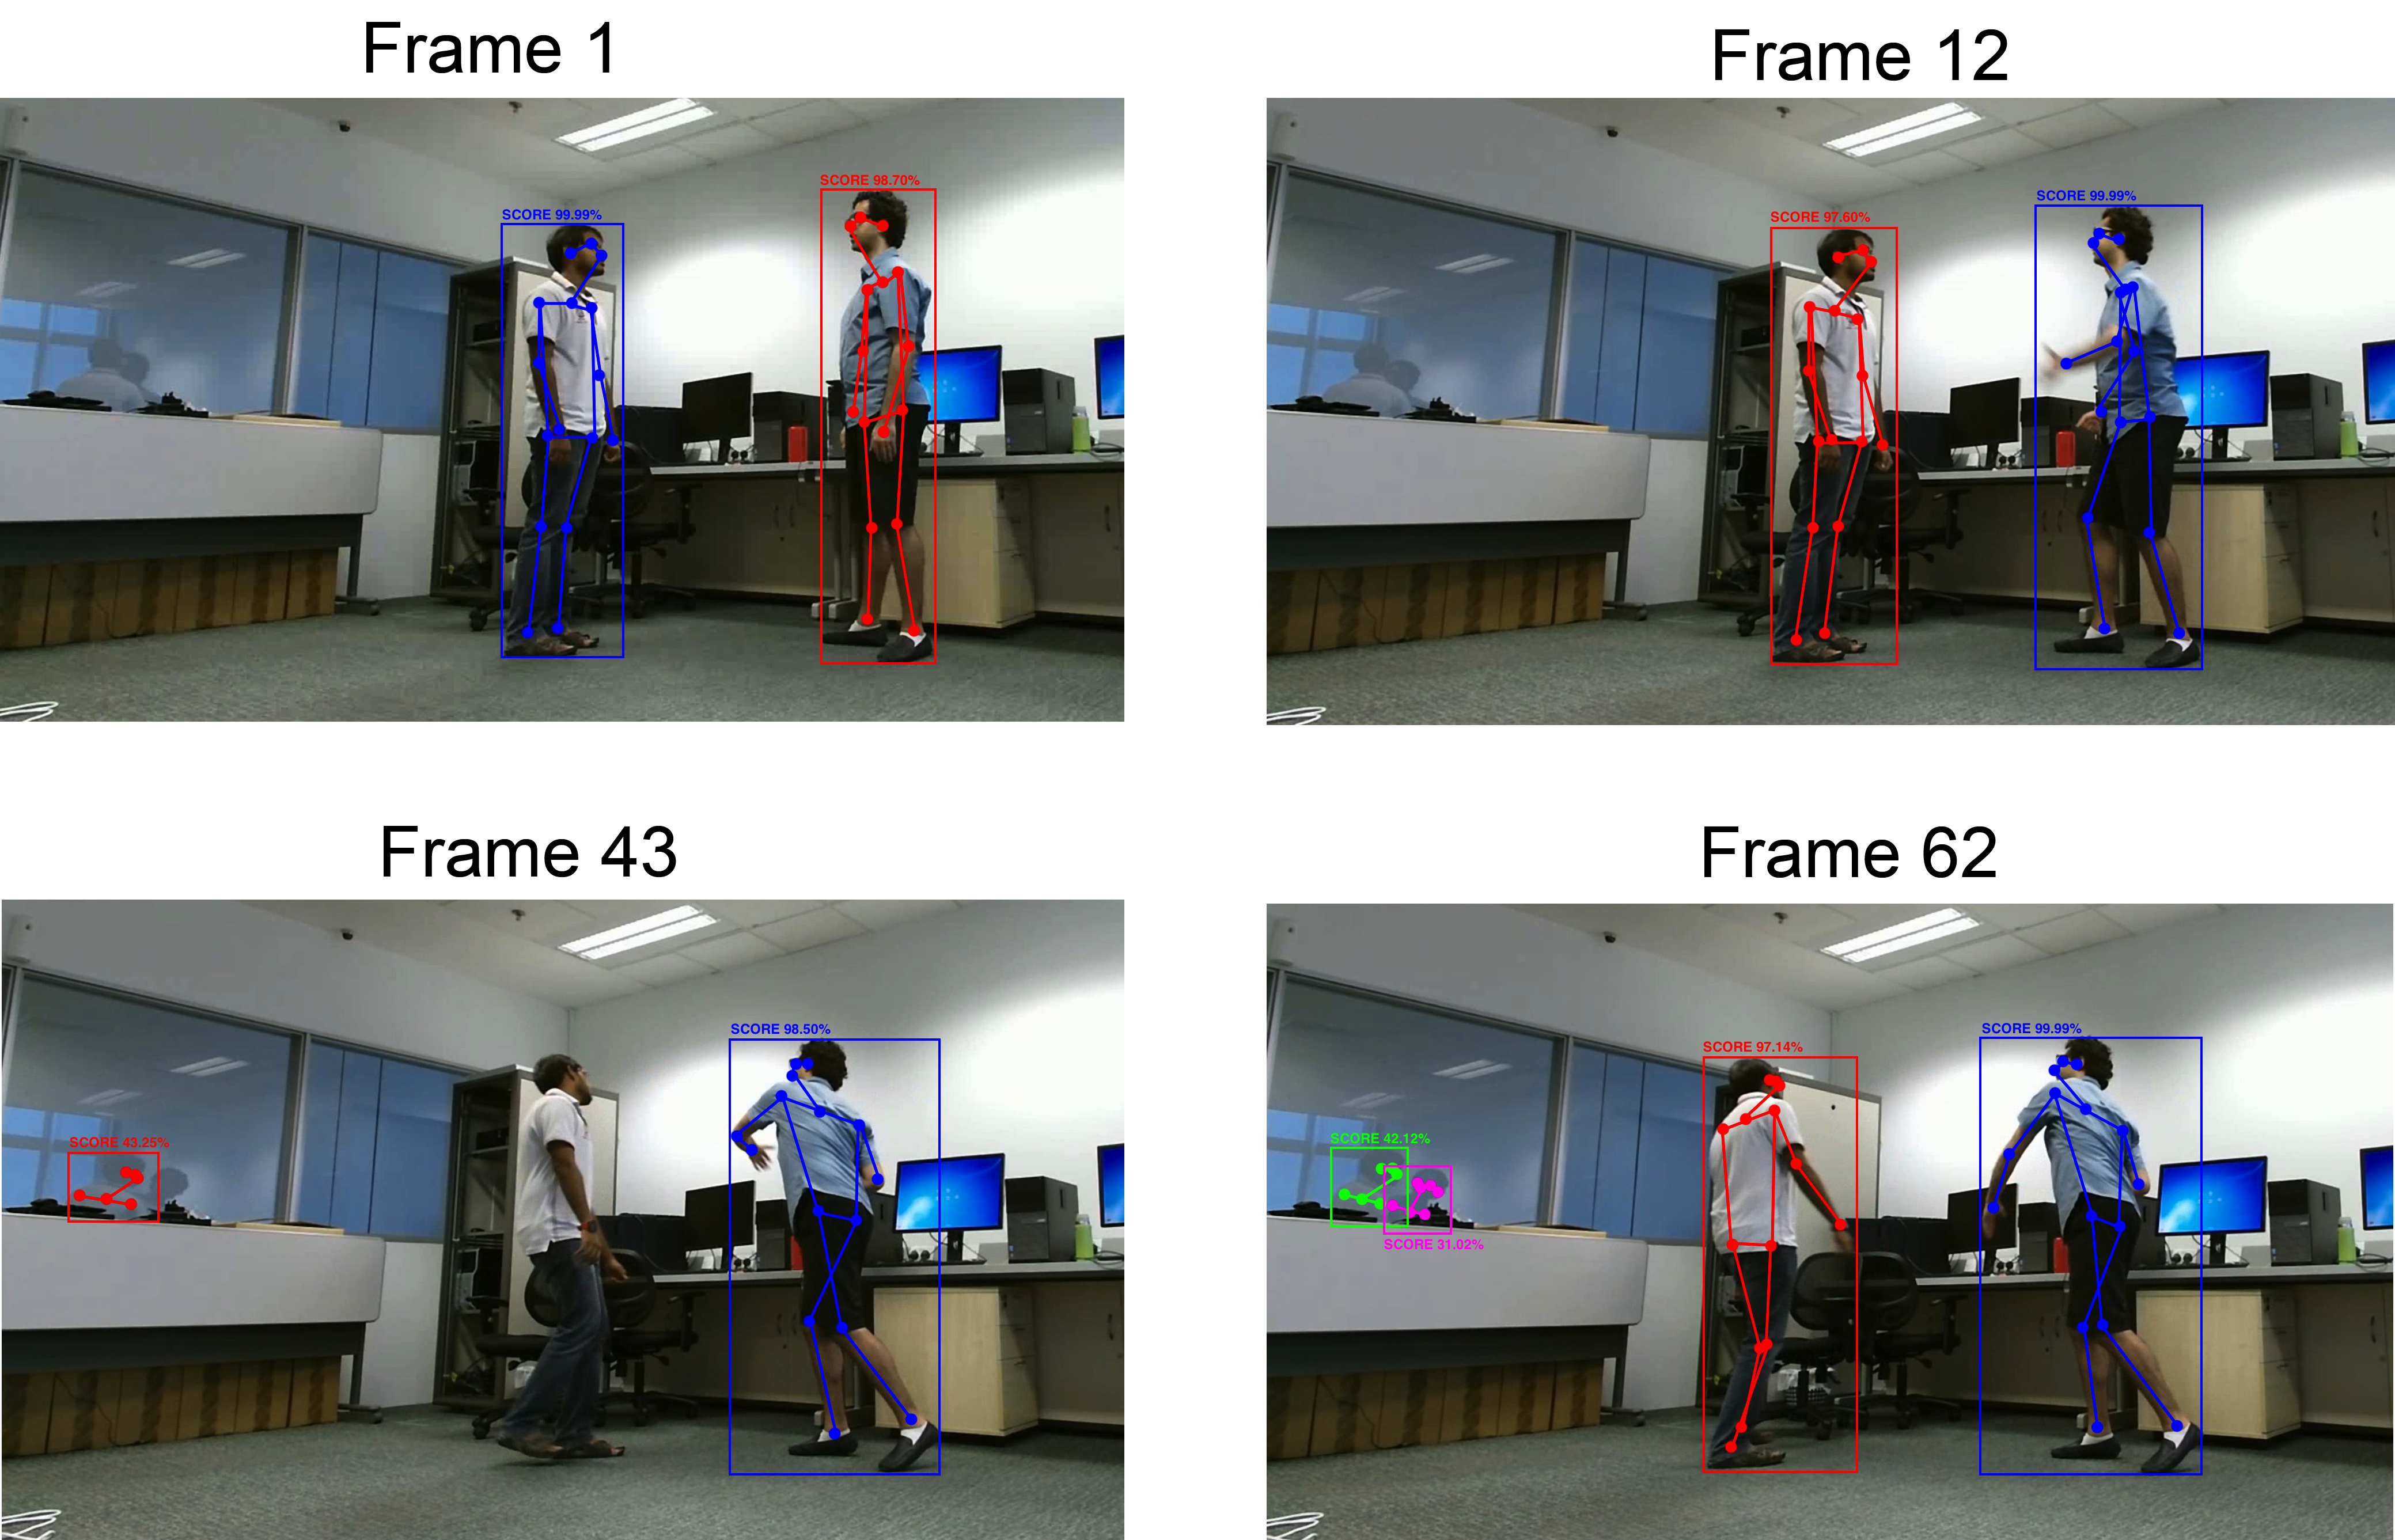 Frame 1
Frame 12
SCORE 99.99%
SCORE 98.70%
SCORE 97.60%
SCORE 99.99%
Frame 43
Frame 62
SCORE 43.25%
SCORE 98.50%
SCORE 42.12%
SCORE 31.02%
SCORE 97.14%
SCORE 99.99%